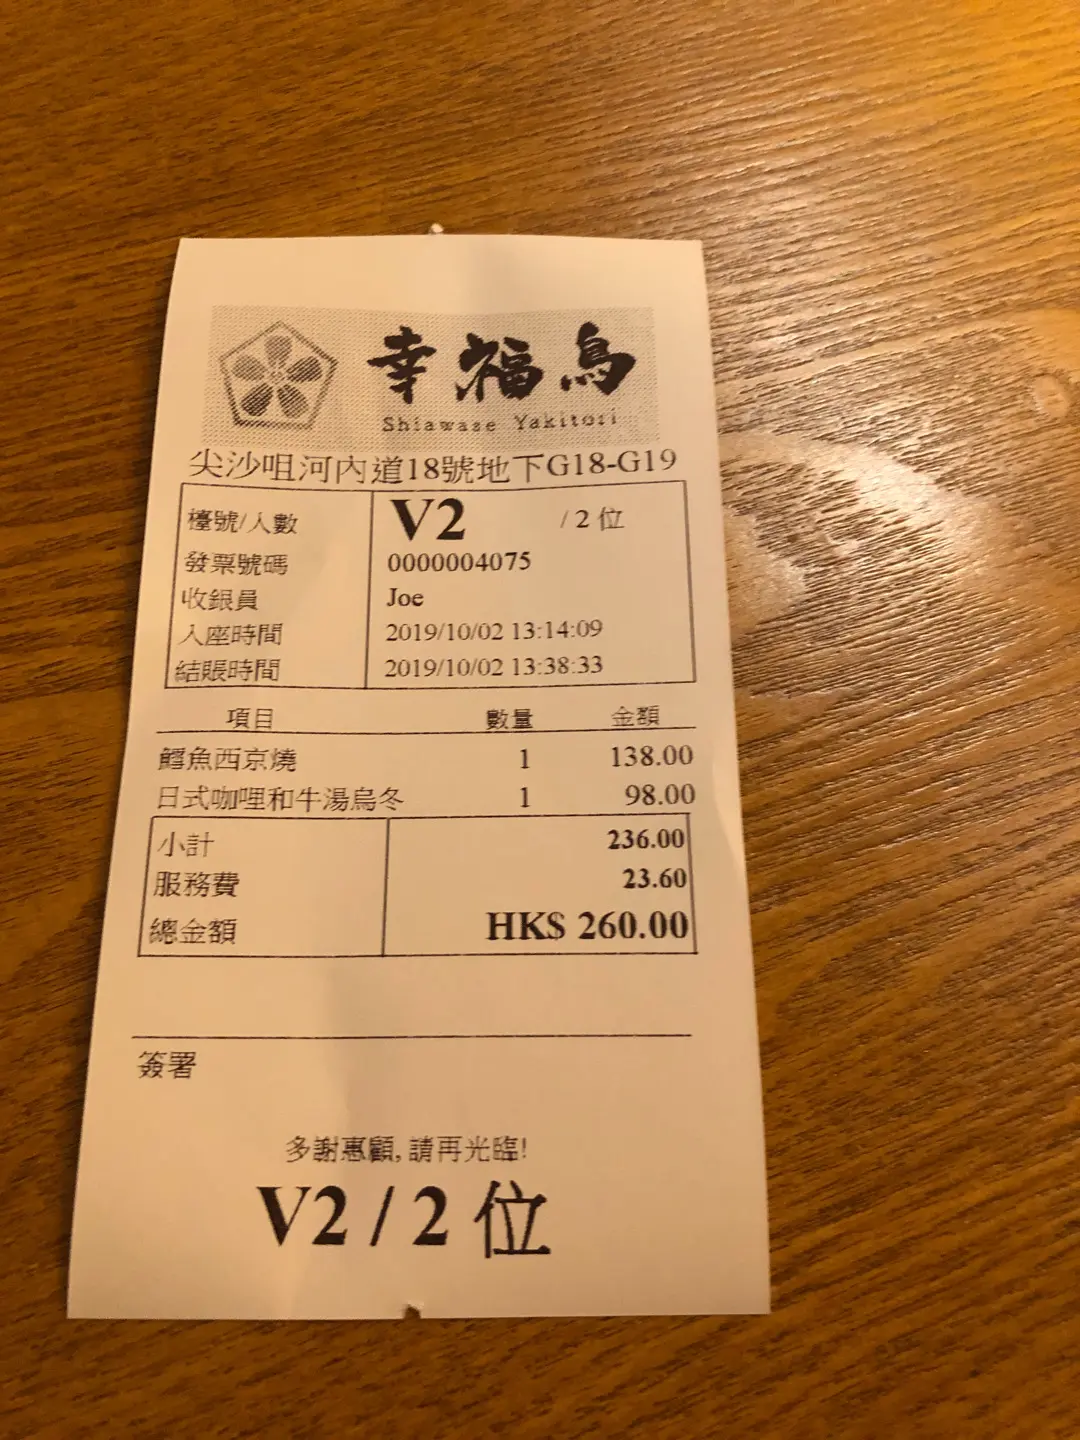 幸福鳥
Shiawase Yakitori
尖沙咀河內道18號地下G18-G19
檯號/人數 V2 / 2 位
發票號碼 0000004075
收銀員 Joe
入座時間 2019/10/02 13:14:09
結賬時間 2019/10/02 13:38:33
項目 數量 金額
鱈魚西京燒 1 138.00
日式咖哩和牛湯烏冬 1 98.00
小計 236.00
服務費 23.60
總金額 HK$ 260.00
簽署
多謝惠顧, 請再光臨!
V2 / 2 位